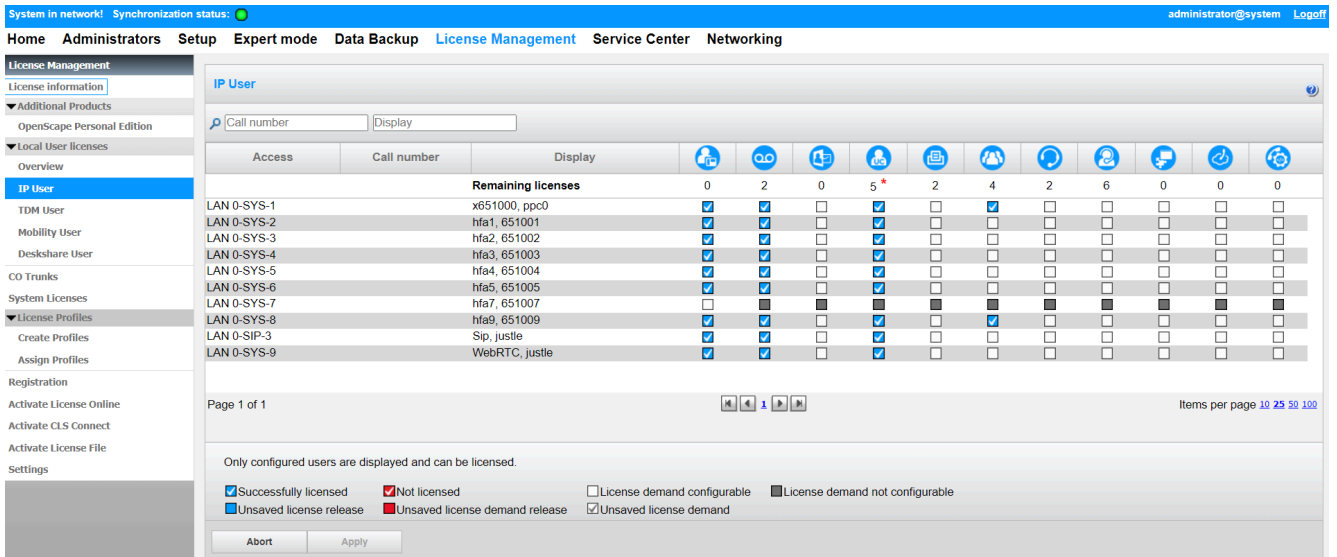 System in network! Synchronization status:
administrator@system Logoff
Home Administrators Setup Expert mode Data Backup License Management Service Center Networking
License Management
License information
Additional Products
OpenScape Personal Edition
Local User licenses
Overview
IP User
TDM User
Mobility User
Deskshare User
CO Trunks
System Licenses
License Profiles
Create Profiles
Assign Profiles
Registration
Activate License Online
Activate CLS Connect
Activate License File
Settings
IP User
?
Call number Display
Access Call number Display UC
Remaining licenses 0 2 0 5 * 2 4 2 6 0 0 0
LAN 0-SYS-1 x651000, ppc0
LAN 0-SYS-2 hfa1, 651001
LAN 0-SYS-3 hfa2, 651002
LAN 0-SYS-4 hfa3, 651003
LAN 0-SYS-5 hfa4, 651004
LAN 0-SYS-6 hfa5, 651005
LAN 0-SYS-7 hfa7, 651007
LAN 0-SYS-8 hfa9, 651009
LAN 0-SIP-3 Sip, justle
LAN 0-SYS-9 WebRTC, justle
Page 1 of 1 1 Items per page 10 25 50 100
Only configured users are displayed and can be licensed.
Successfully licensed Not licensed License demand configurable License demand not configurable
Unsaved license release Unsaved license demand release Unsaved license demand
Abort Apply